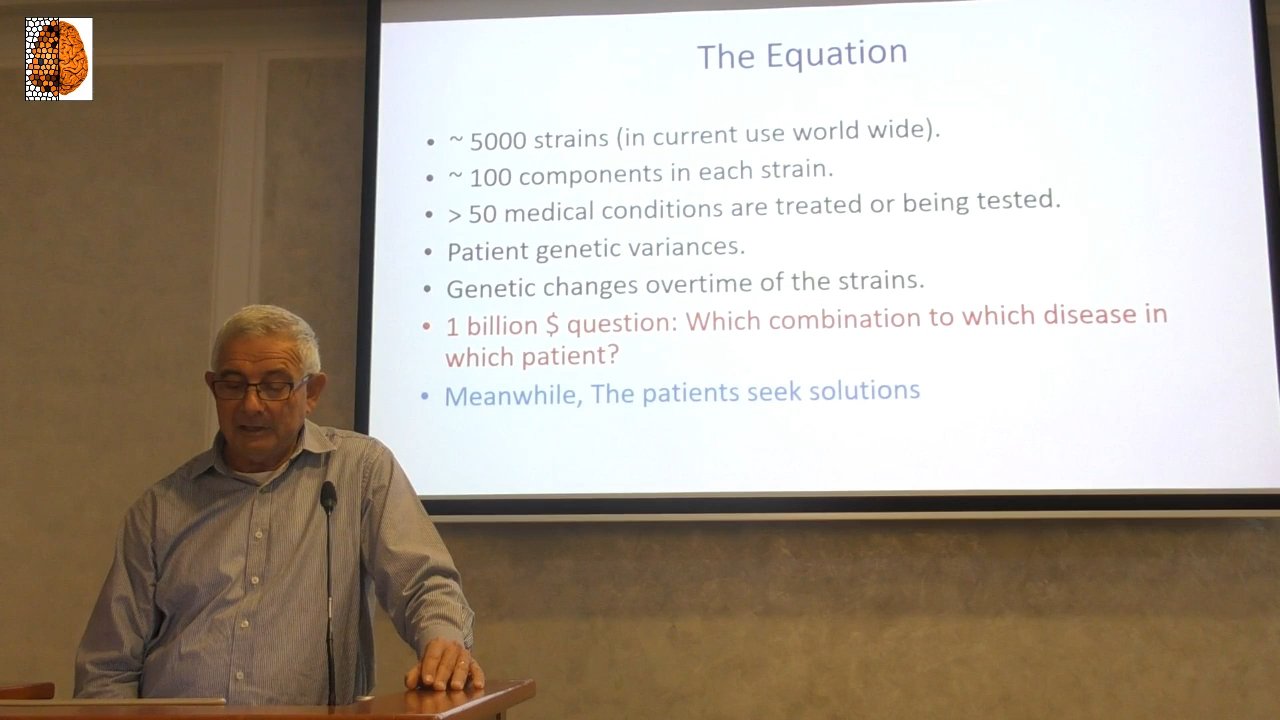 The Equation
• ~ 5000 strains (in current use world wide).
• ~ 100 components in each strain.
• > 50 medical conditions are treated or being tested.
• Patient genetic variances.
• Genetic changes overtime of the strains.
• 1 billion $ question: Which combination to which disease in
which patient?
• Meanwhile, The patients seek solutions